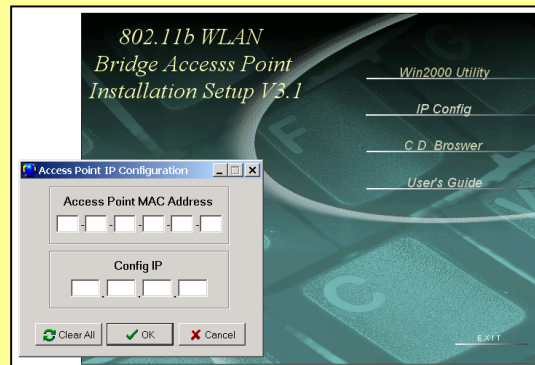 802.11b WLAN
Bridge Accesss Point
Installation Setup V3.1
Win2000 Utility
IP Config
C D Broswer
User's Guide
EXIT
Access Point IP Configuration
Access Point MAC Address
- - - - -
Config IP
. . .
Clear All
OK
Cancel